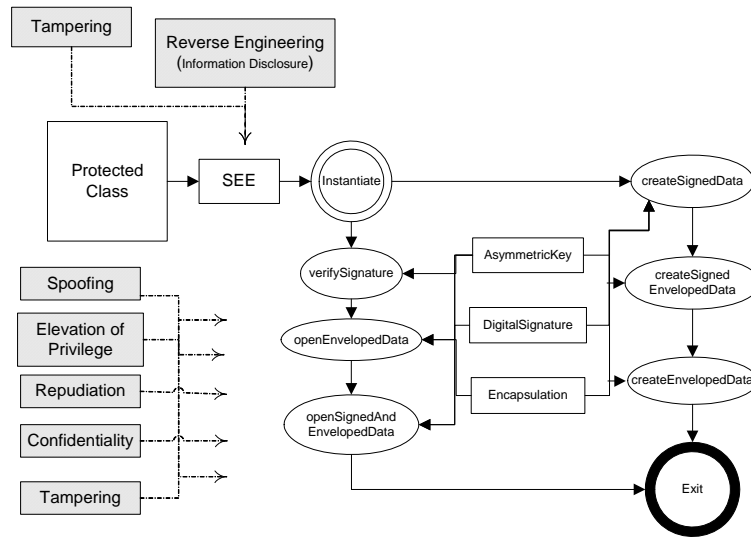 Tampering
Reverse Engineering
(Information Disclosure)
Protected
Class
SEE
Instantiate
createSignedData
verifySignature
AsymmetricKey
createSigned
EnvelopedData
Spoofing
Elevation of
Privilege
openEnvelopedData
DigitalSignature
Repudiation
Encapsulation
createEnvelopedData
openSignedAnd
EnvelopedData
Confidentiality
Tampering
Exit